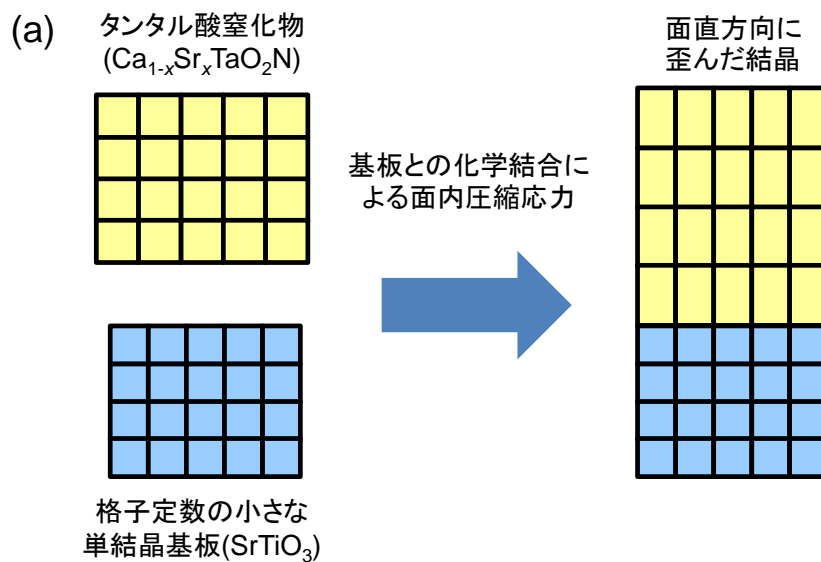 (a)
タンタル酸窒化物
(Ca1-xSrxTaO2N)
基板との化学結合に
よる面内圧縮応力
面直方向に
歪んだ結晶
格子定数の小さな
単結晶基板(SrTiO3)